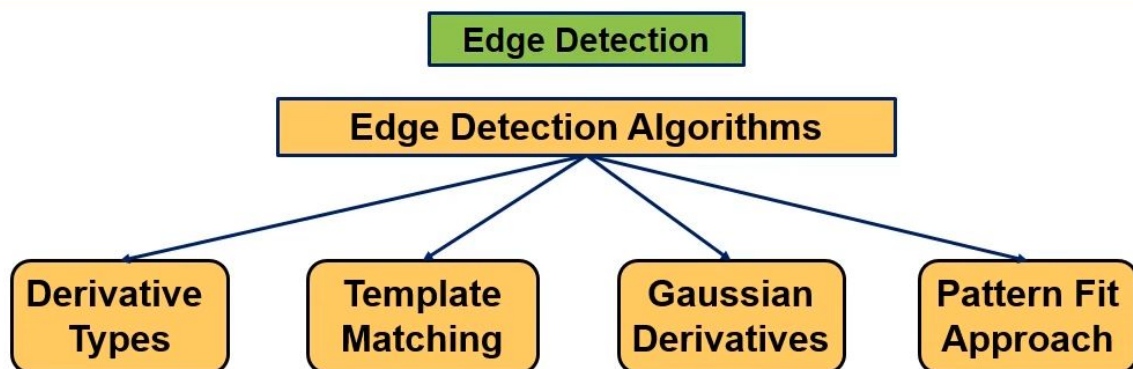 Edge Detection
Edge Detection Algorithms
Derivative Types
Template Matching
Gaussian Derivatives
Pattern Fit Approach